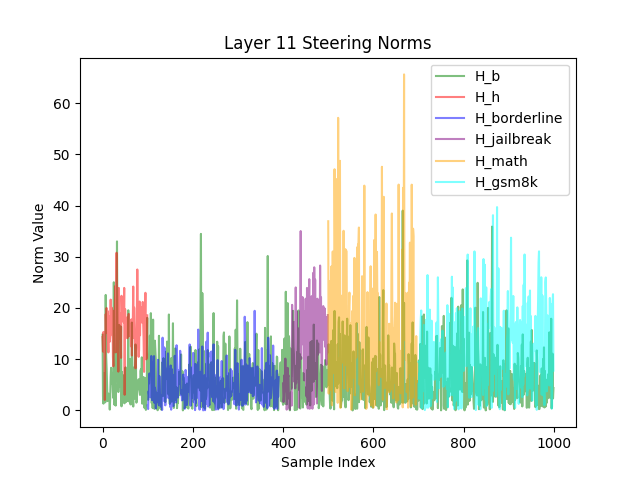 Layer 11 Steering Norms
Norm Value
60
50
40
30
20
10
0
0 200 400 600 800 1000
Sample Index
H_b
H_h
H_borderline
H_jailbreak
H_math
H_gsm8k